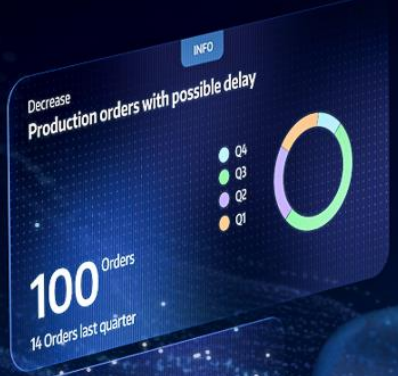 INFO
Decrease
Production orders with possible delay
Q4
Q3
Q2
Q1
100 Orders
14 Orders last quarter